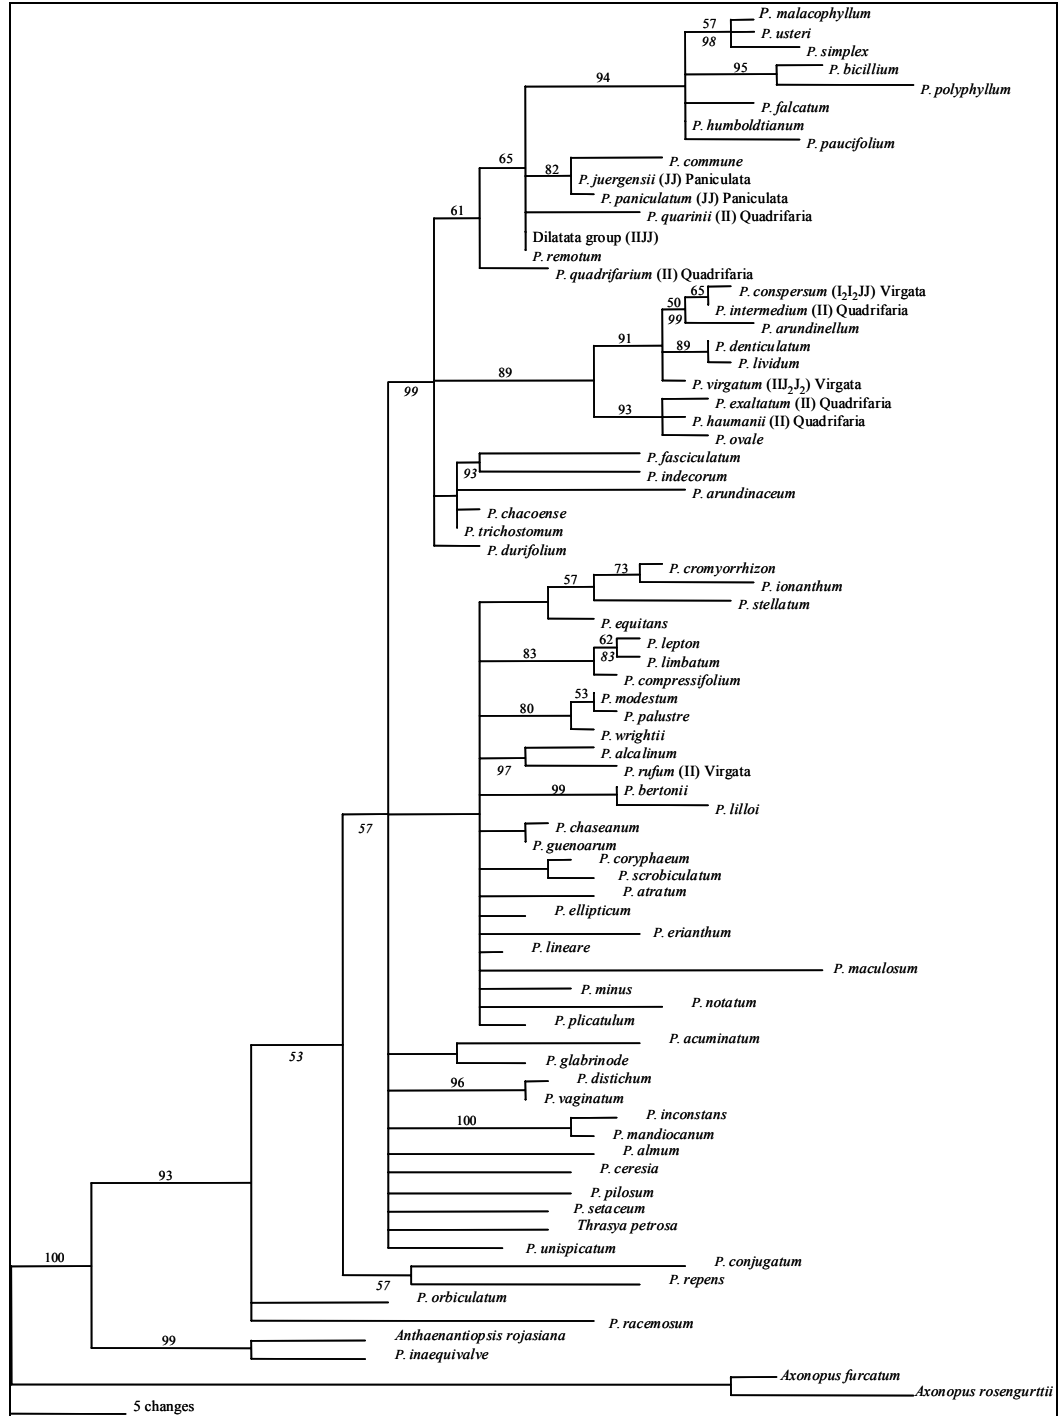 P. malacophyllum
57
P. usteri
98
P. simplex
95
P. bicillium
94
P. polyphyllum
P. falcatum
P. humboldtianum
P. paucifolium
65
P. commune
82
P. juergensii (JJ) Paniculata
P. paniculatum (JJ) Paniculata
61
P. quarinii (II) Quadrifaria
Dilatata group (IIJJ)
P. remotum
P. quadrifarium (II) Quadrifaria
65
P. conspersum (I₂I₂JJ) Virgata
50
P. intermedium (II) Quadrifaria
99
P. arundinellum
91
89
P. denticulatum
P. lividum
89
99
P. virgatum (IIJ₂J₂) Virgata
P. exaltatum (II) Quadrifaria
93
P. haumanii (II) Quadrifaria
P. ovale
P. fasciculatum
93
P. indecorum
P. arundinaceum
P. chacoense
P. trichostomum
P. durifolium
73
P. cromyorrhizon
57
P. ionanthum
P. stellatum
P. equitans
62
P. lepton
83
83
P. limbatum
P. compressifolium
53
P. modestum
80
P. palustre
P. wrightii
P. alcalinum
97
P. rufum (II) Virgata
99
P. bertonii
P. lilloi
57
P. chaseanum
P. guenoarum
P. coryphaeum
P. scrobiculatum
P. atratum
P. ellipticum
P. erianthum
P. lineare
P. maculosum
P. minus
P. notatum
P. plicatulum
P. acuminatum
53
P. glabrinode
96
P. distichum
P. vaginatum
100
P. inconstans
P. mandiocanum
P. almum
P. ceresia
93
P. pilosum
P. setaceum
Thrasya petrosa
P. unispicatum
100
P. conjugatum
57
P. repens
P. orbiculatum
P. racemosum
99
Anthaenantiopsis rojasiana
P. inaequivalve
Axonopus furcatum
Axonopus rosengurttii
5 changes